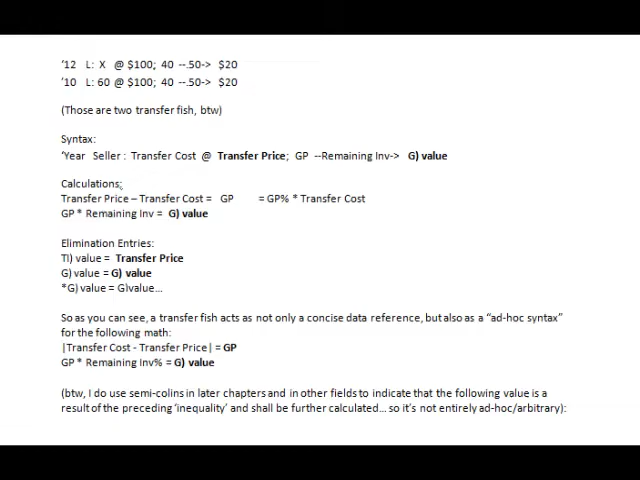 '12 L: X @ $100; 40 --.50-> $20
'10 L: 60 @ $100; 40 --.50-> $20
(Those are two transfer fish, btw)
Syntax:
'Year Seller : Transfer Cost @ Transfer Price; GP --Remaining Inv-> G) value
Calculations;
Transfer Price – Transfer Cost = GP = GP% * Transfer Cost
GP * Remaining Inv = G) value
Elimination Entries:
TI) value = Transfer Price
G) value = G) value
*G) value = G\value...
So as you can see, a transfer fish acts as not only a concise data reference, but also as a "ad-hoc syntax"
for the following math:
|Transfer Cost - Transfer Price| = GP
GP * Remaining Inv% = G) value
(btw, I do use semi-colins in later chapters and in other fields to indicate that the following value is a
result of the preceding 'inequality' and shall be further calculated... so it's not entirely ad-hoc/arbitrary):